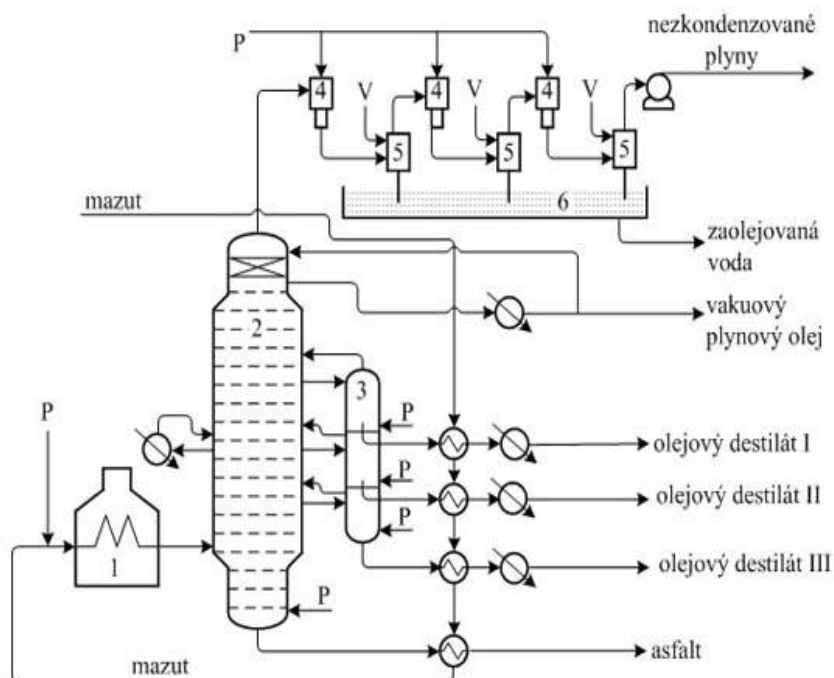 nezkondenzované
plyny
P
4
4
4
V
V
V
5
5
5
6
mazut
zaolejovaná
voda
vakuový
plynový olej
2
3
P
P
olejový destilát I
P
olejový destilát II
P
1
olejový destilát III
P
asfalt
mazut